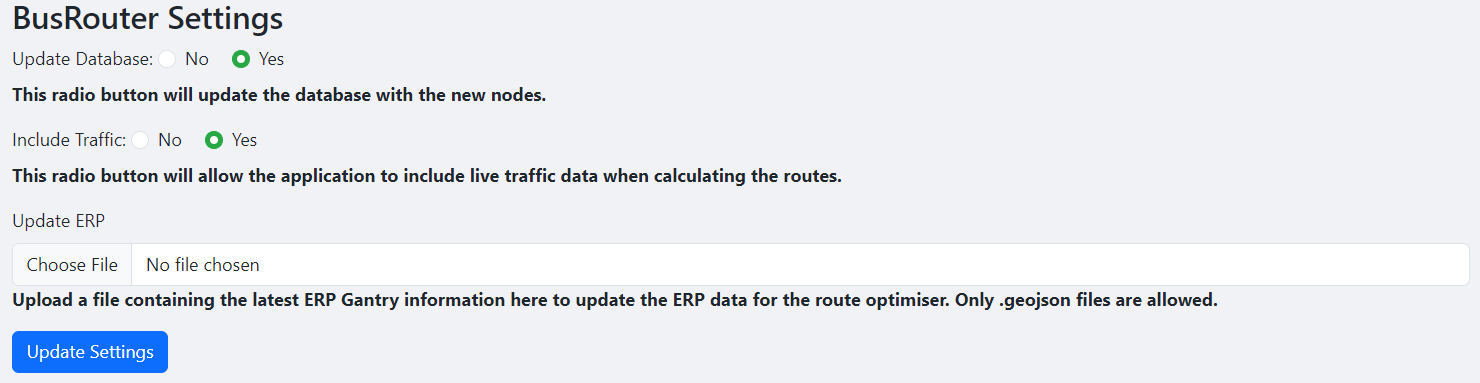 BusRouter Settings
Update Database: No Yes
This radio button will update the database with the new nodes.
Include Traffic: No Yes
This radio button will allow the application to include live traffic data when calculating the routes.
Update ERP
Choose File No file chosen
Upload a file containing the latest ERP Gantry information here to update the ERP data for the route optimiser. Only .geojson files are allowed.
Update Settings